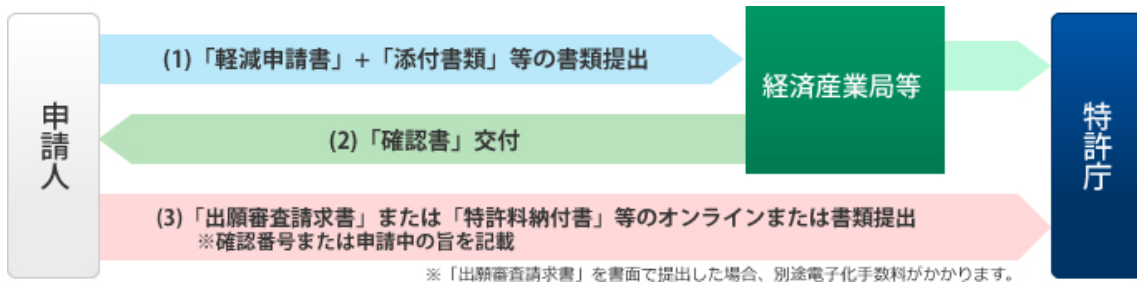 申請人
(1)「軽減申請書」+「添付書類」等の書類提出
経済産業局等
(2)「確認書」交付
特許庁
(3)「出願審査請求書」または「特許料納付書」等のオンラインまたは書類提出
※確認番号または申請中の旨を記載
※「出願審査請求書」を書面で提出した場合、別途電子化手数料がかかります。